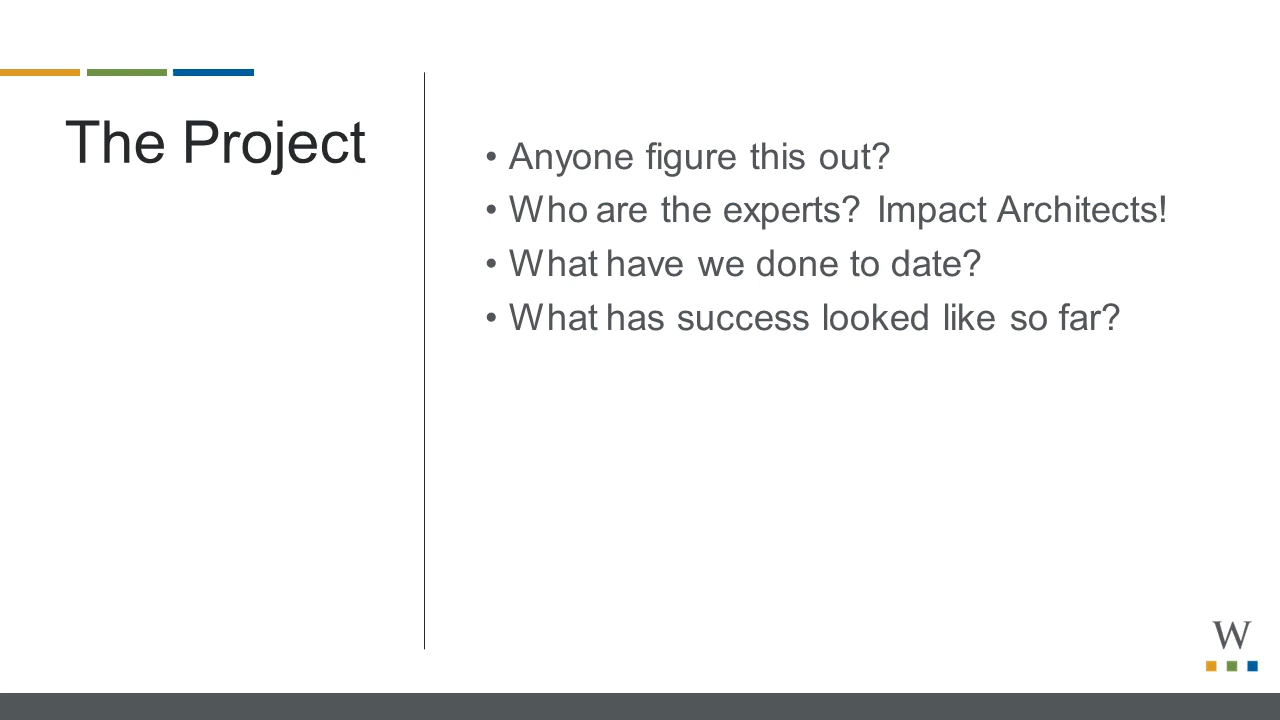 The Project
• Anyone figure this out?
• Who are the experts?  Impact Architects!
• What have we done to date?
• What has success looked like so far?
W